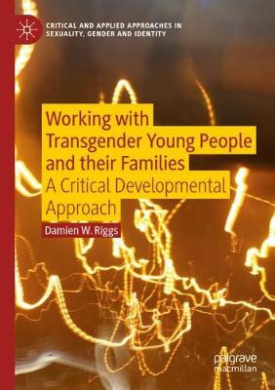 CRITICAL AND APPLIED APPROACHES IN
SEXUALITY, GENDER AND IDENTITY
Working with
Transgender Young People
and their Families
A Critical Developmental
Approach
Damien W. Riggs
palgrave
macmillan